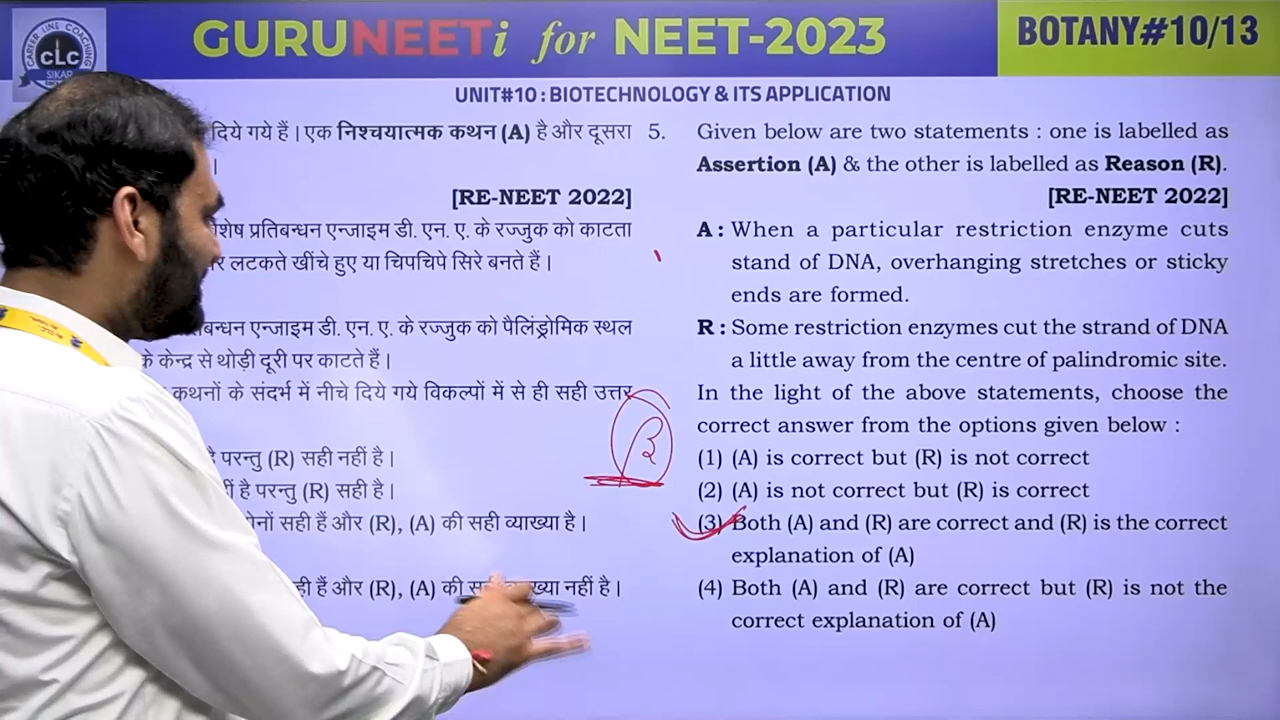 CAREER LINE COACHING
CLC
SIKAR
GURUNEETi for NEET-2023
BOTANY#10/13
UNIT#10 : BIOTECHNOLOGY & ITS APPLICATION
दिये गये हैं। एक निश्चयात्मक कथन (A) है और दूसरा
।
[RE-NEET 2022]
प्रतिबन्धन एन्जाइम डी. एन. ए. के रज्जुक को काटता
लटकते खींचे हुए या चिपचिपे सिरे बनते हैं।
एन्जाइम डी. एन. ए. के रज्जुक को पैलिंड्रोमिक स्थल
के केन्द्र से थोड़ी दूरी पर काटते हैं।
कथनों के संदर्भ में नीचे दिये गये विकल्पों में से ही सही उत्तर
परन्तु (R) सही नहीं है।
है परन्तु (R) सही है।
सही हैं और (R), (A) की सही व्याख्या है।
हैं और (R), (A) की नहीं है।
5. Given below are two statements : one is labelled as
Assertion (A) & the other is labelled as Reason (R).
[RE-NEET 2022]
A : When a particular restriction enzyme cuts
stand of DNA, overhanging stretches or sticky
ends are formed.
R : Some restriction enzymes cut the strand of DNA
a little away from the centre of palindromic site.
In the light of the above statements, choose the
correct answer from the options given below :
(1) (A) is correct but (R) is not correct
(2) (A) is not correct but (R) is correct
(3) Both (A) and (R) are correct and (R) is the correct
explanation of (A)
(4) Both (A) and (R) are correct but (R) is not the
correct explanation of (A)